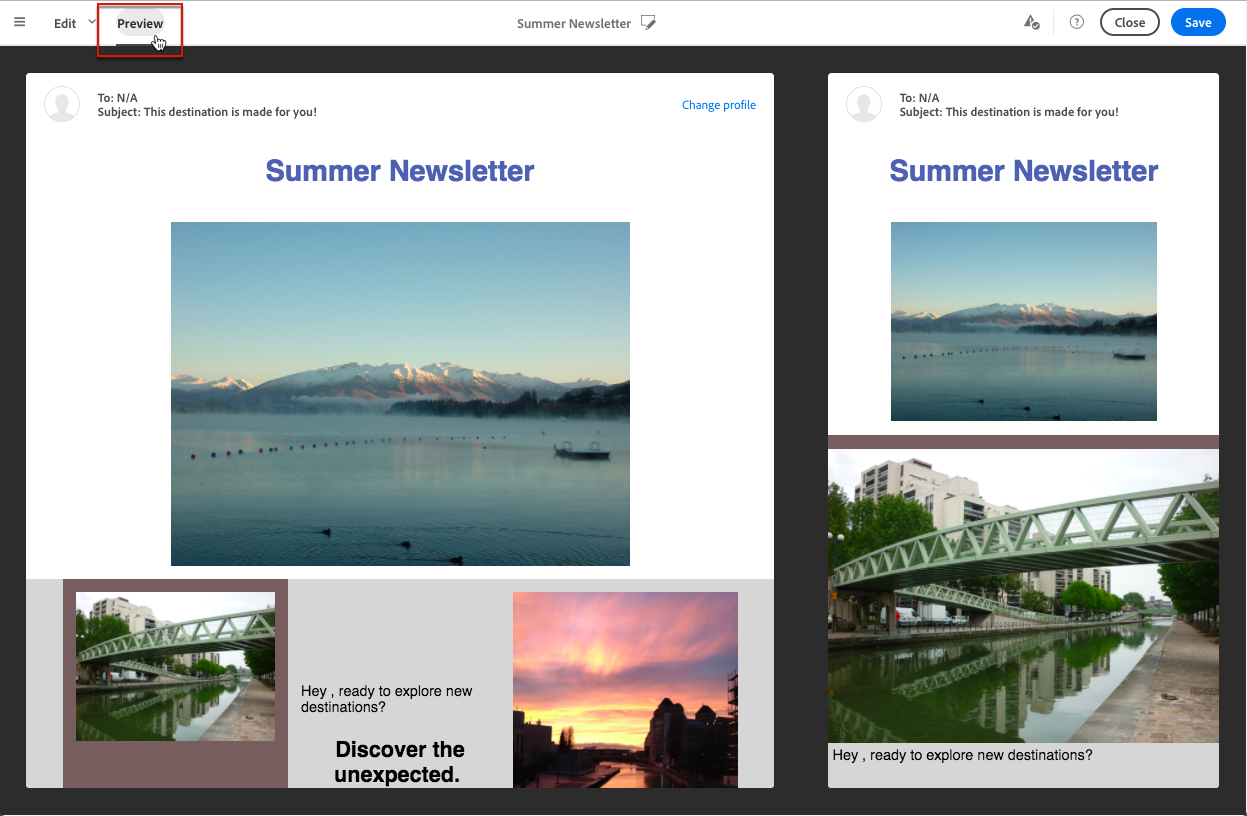 Edit
Preview
Summer Newsletter
?
Close
Save
To: N/A
Subject: This destination is made for you!
Change profile
Summer Newsletter
Hey , ready to explore new
destinations?
Discover the
unexpected.
To: N/A
Subject: This destination is made for you!
Summer Newsletter
Hey , ready to explore new destinations?